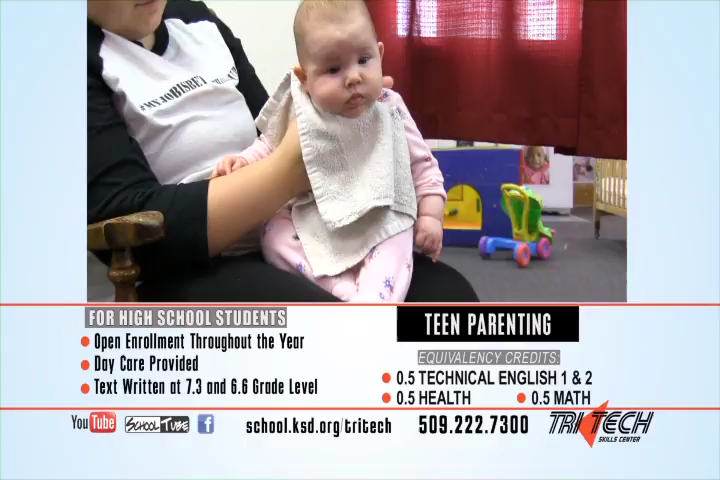 FOR HIGH SCHOOL STUDENTS
Open Enrollment Throughout the Year
Day Care Provided
Text Written at 7.3 and 6.6 Grade Level
TEEN PARENTING
EQUIVALENCY CREDITS:
0.5 TECHNICAL ENGLISH 1 & 2
0.5 HEALTH
0.5 MATH
YouTube
SCHOOLTUBE
f
school.ksd.org/tritech
509.222.7300
TRI TECH
SKILLS CENTER